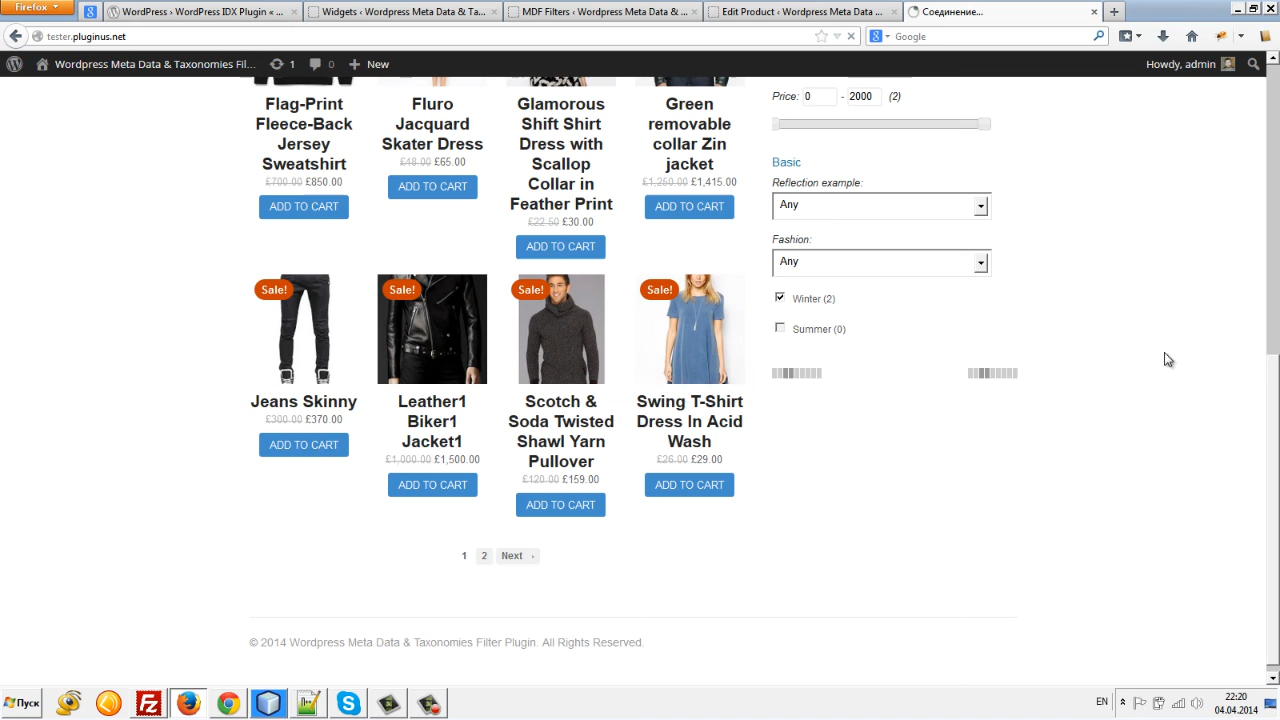 Firefox
WordPress › WordPress IDX Plugin « ...
Widgets ‹ Wordpress Meta Data & Ta...
MDF Filters ‹ Wordpress Meta Data & ...
Edit Product ‹ Wordpress Meta Data ...
Соединение...
tester.pluginus.net
Google
Wordpress Meta Data & Taxonomies Fil...
1
0
New
Howdy, admin
Flag-Print
Fleece-Back
Jersey
Sweatshirt
£700.00 £850.00
ADD TO CART
Fluro
Jacquard
Skater Dress
£48.00 £65.00
ADD TO CART
Glamorous
Shift Shirt
Dress with
Scallop
Collar in
Feather Print
£22.50 £30.00
ADD TO CART
Green
removable
collar Zin
jacket
£1,250.00 £1,415.00
ADD TO CART
Price: 0 - 2000 (2)
Basic
Reflection example:
Any
Fashion:
Any
Winter (2)
Summer (0)
Sale!
Jeans Skinny
£300.00 £370.00
ADD TO CART
Sale!
Leather1
Biker1
Jacket1
£1,000.00 £1,500.00
ADD TO CART
Sale!
Scotch &
Soda Twisted
Shawl Yarn
Pullover
£120.00 £159.00
ADD TO CART
Sale!
Swing T-Shirt
Dress In Acid
Wash
£26.00 £29.00
ADD TO CART
1 2 Next ›
© 2014 Wordpress Meta Data & Taxonomies Filter Plugin. All Rights Reserved.
Пуск
EN
22:20
04.04.2014